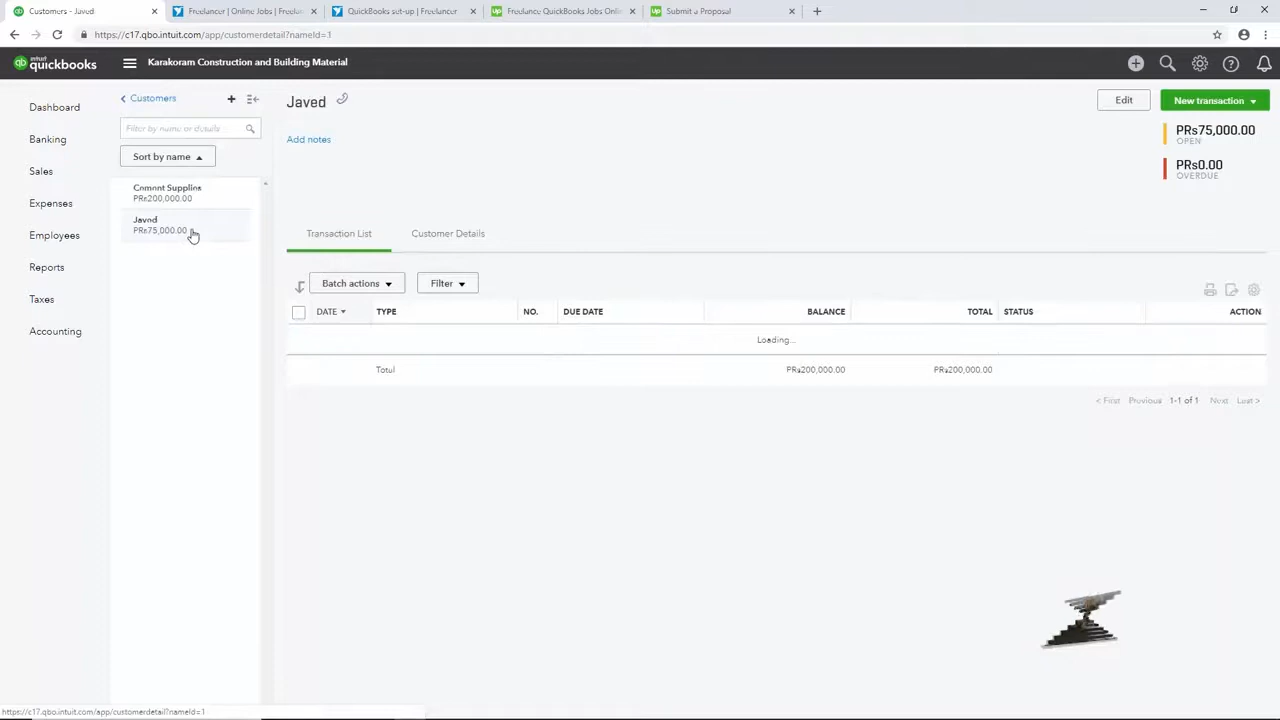 Customers - Javed
Freelancer | Online Jobs | Freelan
QuickBooks set-up | Freelancer
Freelance QuickBooks Jobs Onlin
Submit a Proposal
https://c17.qbo.intuit.com/app/customerdetail?nameId=1
intuit
quickbooks
Karakoram Construction and Building Material
Dashboard
Banking
Sales
Expenses
Employees
Reports
Taxes
Accounting
Customers
Filter by name or details
Sort by name
Cement Supplies
PRs200,000.00
Javed
PRs75,000.00
Javed
Edit
New transaction
Add notes
PRs75,000.00
OPEN
PRs0.00
OVERDUE
Transaction List
Customer Details
Batch actions
Filter
DATE TYPE NO. DUE DATE BALANCE TOTAL STATUS ACTION
Loading...
Total PRs200,000.00 PRs200,000.00
< First Previous 1-1 of 1 Next Last >
https://c17.qbo.intuit.com/app/customerdetail?nameId=1